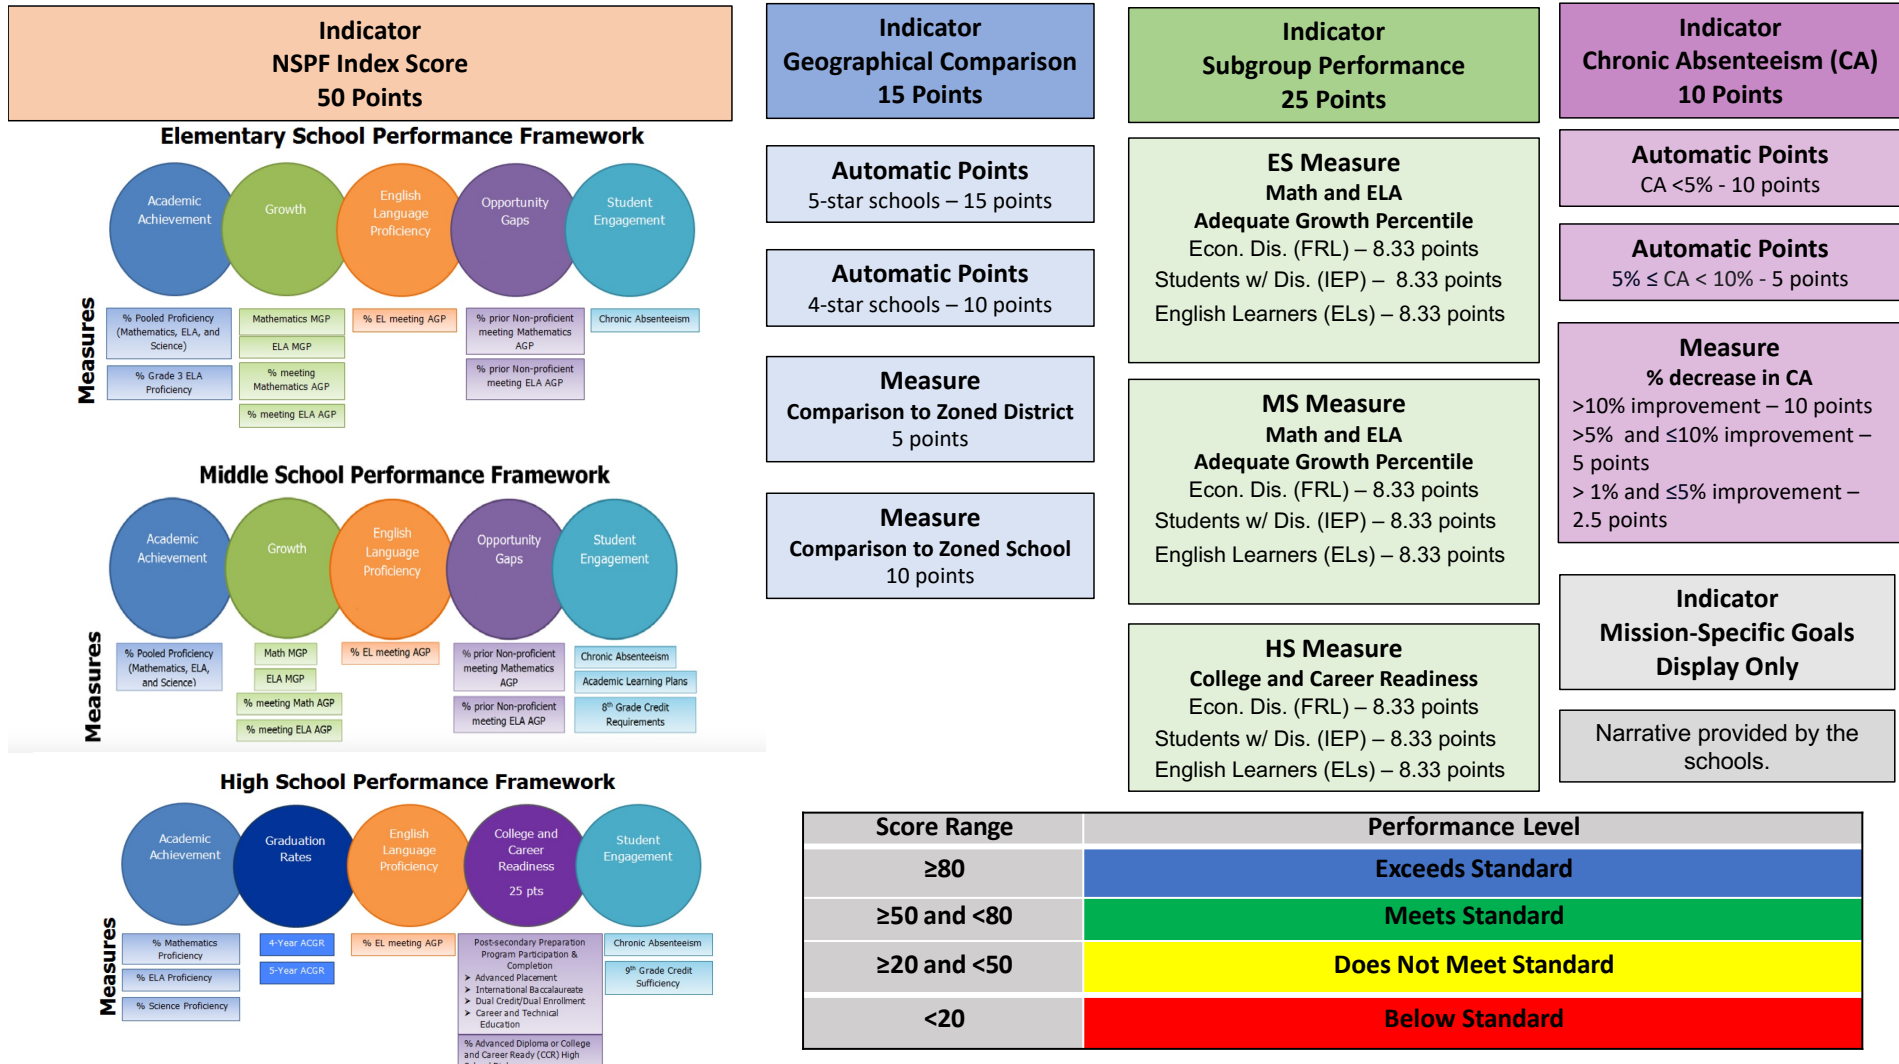 Indicator
NSPF Index Score
50 Points
Elementary School Performance Framework
Academic
Achievement
Growth
English
Language
Proficiency
Opportunity
Gaps
Student
Engagement
Measures
% Pooled Proficiency
(Mathematics, ELA, and
Science)
% Grade 3 ELA
Proficiency
Mathematics MGP
ELA MGP
% meeting
Mathematics AGP
% meeting ELA AGP
% EL meeting AGP
% prior Non-proficient
meeting Mathematics
AGP
% prior Non-proficient
meeting ELA AGP
Chronic Absenteeism
Middle School Performance Framework
Academic
Achievement
Growth
English
Language
Proficiency
Opportunity
Gaps
Student
Engagement
Measures
% Pooled Proficiency
(Mathematics, ELA,
and Science)
Math MGP
ELA MGP
% meeting Math AGP
% meeting ELA AGP
% EL meeting AGP
% prior Non-proficient
meeting Mathematics
AGP
% prior Non-proficient
meeting ELA AGP
Chronic Absenteeism
Academic Learning Plans
8th Grade Credit
Requirements
High School Performance Framework
Academic
Achievement
Graduation
Rates
English
Language
Proficiency
College and
Career
Readiness
25 pts
Student
Engagement
Measures
% Mathematics
Proficiency
% ELA Proficiency
% Science Proficiency
4-Year ACGR
5-Year ACGR
% EL meeting AGP
Post-secondary Preparation
Program Participation &
Completion
➢ Advanced Placement
➢ International Baccalaureate
➢ Dual Credit/Dual Enrollment
➢ Career and Technical
Education
% Advanced Diploma or College
and Career Ready (CCR) High
Chronic Absenteeism
9th Grade Credit
Sufficiency
Indicator
Geographical Comparison
15 Points
Automatic Points
5-star schools – 15 points
Automatic Points
4-star schools – 10 points
Measure
Comparison to Zoned District
5 points
Measure
Comparison to Zoned School
10 points
Indicator
Subgroup Performance
25 Points
ES Measure
Math and ELA
Adequate Growth Percentile
Econ. Dis. (FRL) – 8.33 points
Students w/ Dis. (IEP) – 8.33 points
English Learners (ELs) – 8.33 points
MS Measure
Math and ELA
Adequate Growth Percentile
Econ. Dis. (FRL) – 8.33 points
Students w/ Dis. (IEP) – 8.33 points
English Learners (ELs) – 8.33 points
HS Measure
College and Career Readiness
Econ. Dis. (FRL) – 8.33 points
Students w/ Dis. (IEP) – 8.33 points
English Learners (ELs) – 8.33 points
Indicator
Chronic Absenteeism (CA)
10 Points
Automatic Points
CA <5% - 10 points
Automatic Points
5% ≤ CA < 10% - 5 points
Measure
% decrease in CA
>10% improvement – 10 points
>5% and ≤10% improvement –
5 points
> 1% and ≤5% improvement –
2.5 points
Indicator
Mission-Specific Goals
Display Only
Narrative provided by the
schools.
Score Range Performance Level
≥80 Exceeds Standard
≥50 and <80 Meets Standard
≥20 and <50 Does Not Meet Standard
<20 Below Standard